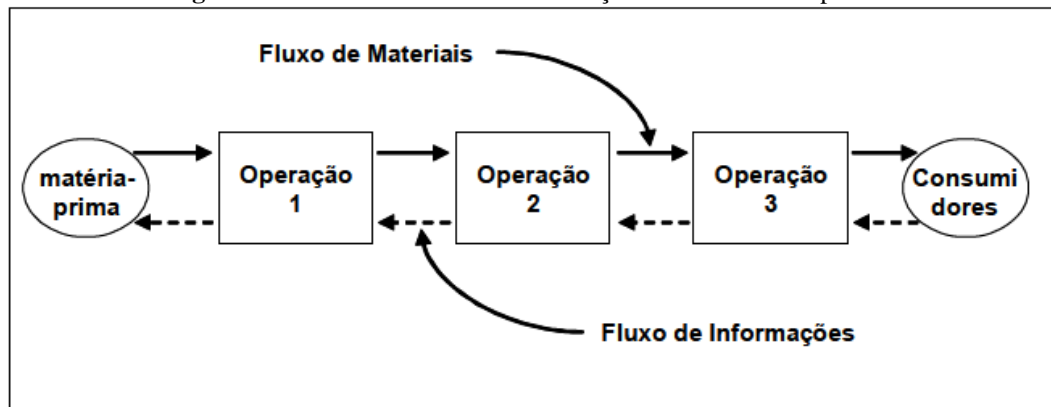 Fluxo de Materiais
matéria-
prima
Operação
1
Operação
2
Operação
3
Consumi
dores
Fluxo de Informações